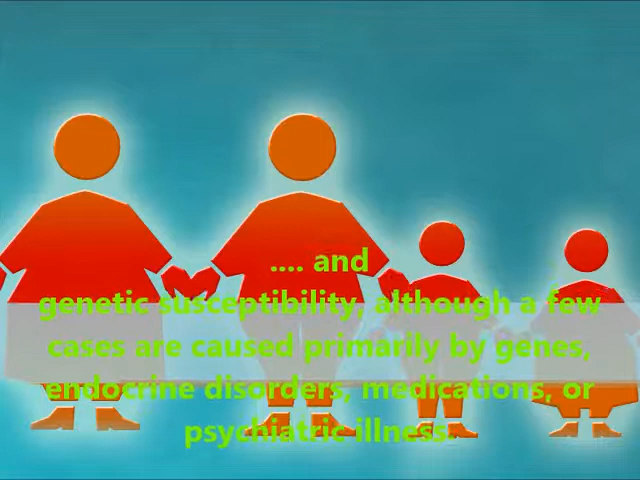 .... and
genetic susceptibility, although a few
cases are caused primarily by genes,
endocrine disorders, medications, or
psychiatric illness.